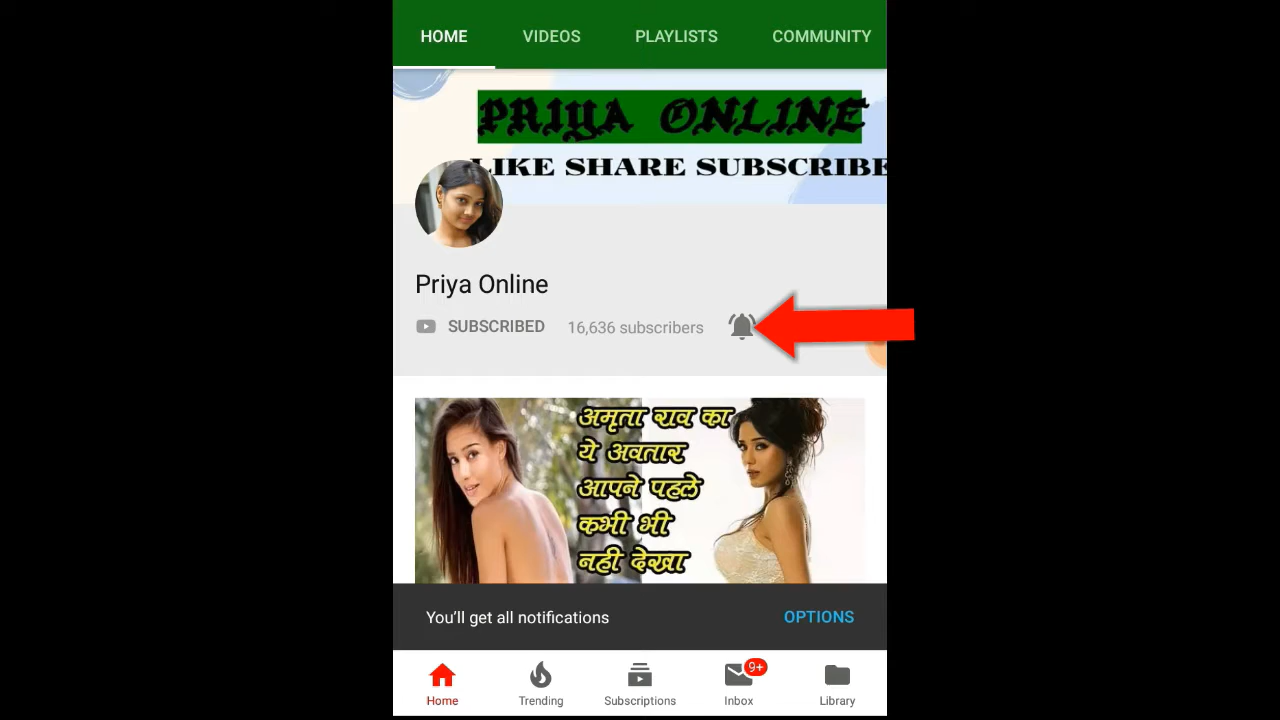 HOME VIDEOS PLAYLISTS COMMUNITY
PRIYA ONLINE
LIKE SHARE SUBSCRIBE
Priya Online
SUBSCRIBED 16,636 subscribers
अमृता राव का
ये अवतार
आपने पहले
कभी भी
नही देखा
You'll get all notifications OPTIONS
9+
Home Trending Subscriptions Inbox Library